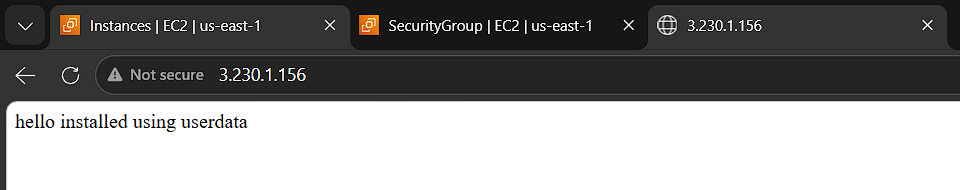 Instances | EC2 | us-east-1
SecurityGroup | EC2 | us-east-1
3.230.1.156
Not secure
3.230.1.156
hello installed using userdata